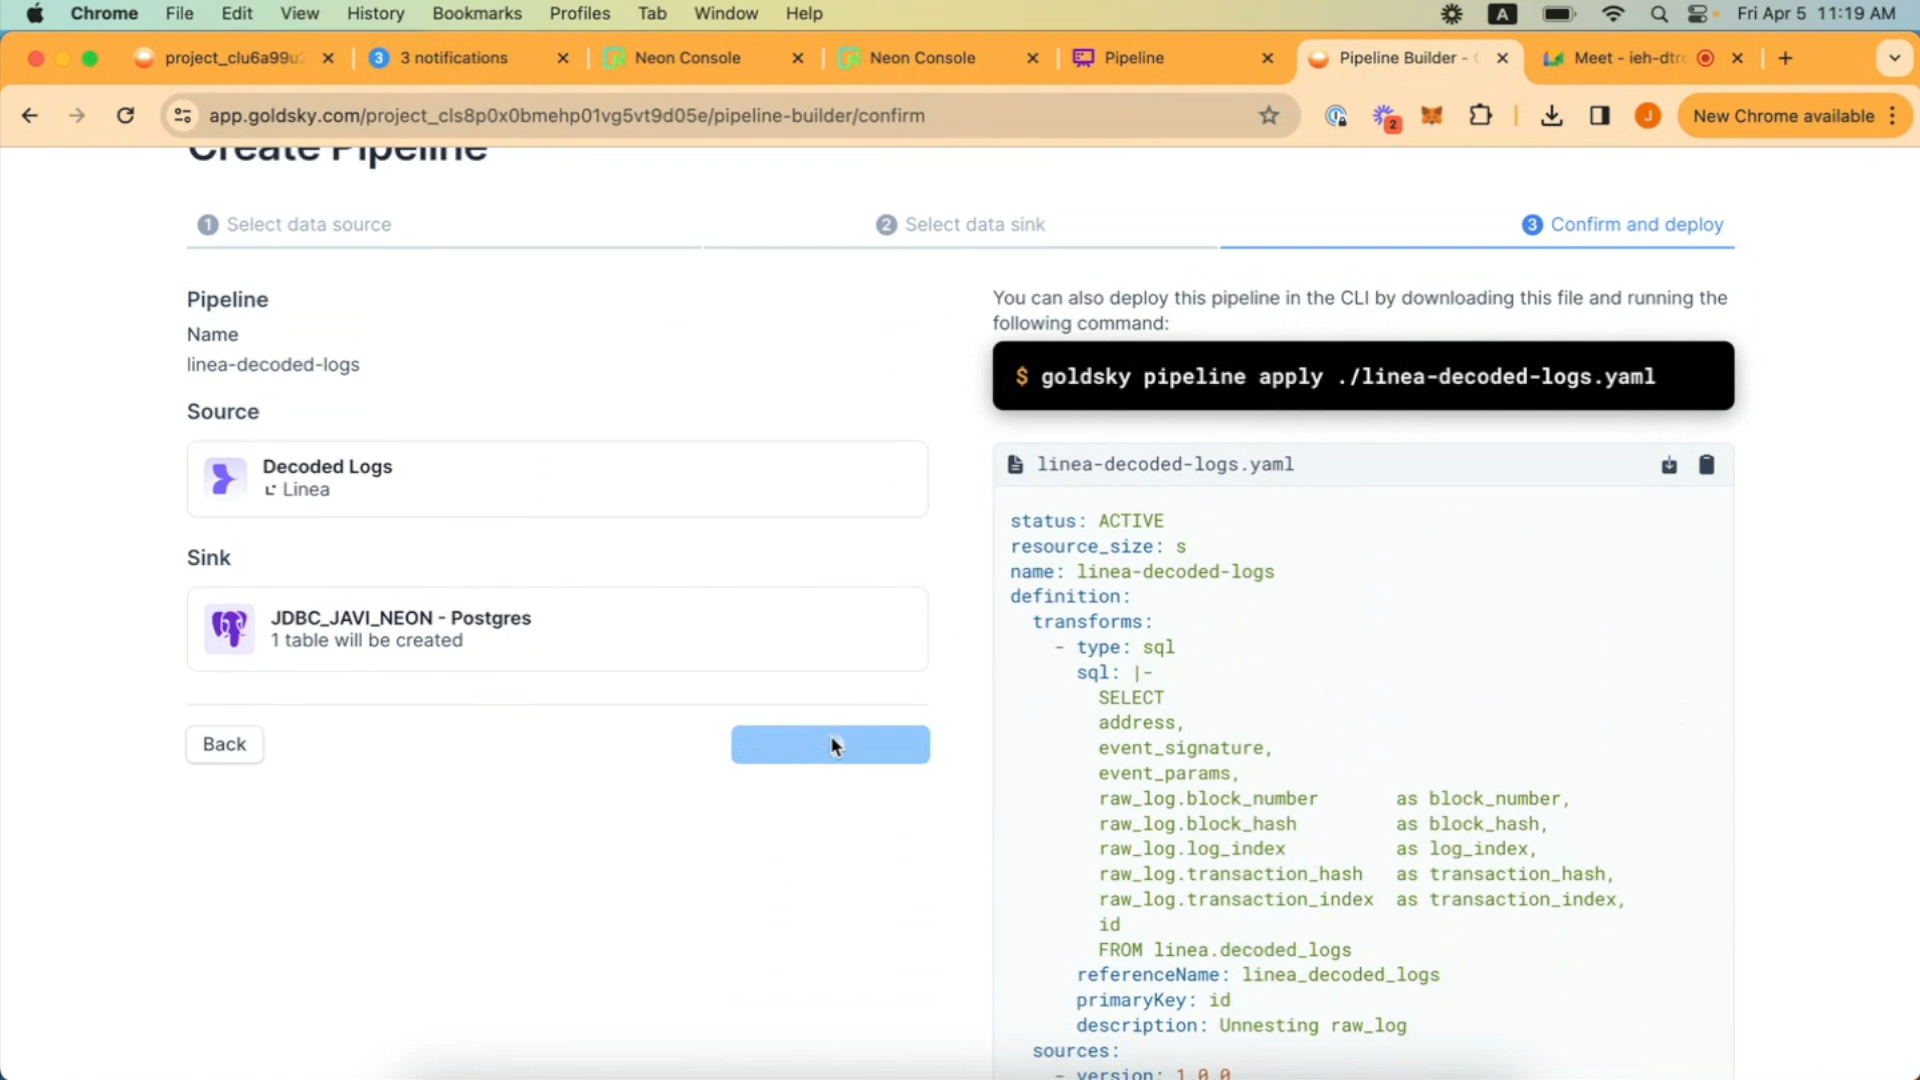 Chrome File Edit View History Bookmarks Profiles Tab Window Help A Fri Apr 5 11:19 AM
project_clu6a99u 3 3 notifications Neon Console Neon Console Pipeline Pipeline Builder - Meet - ieh-dtr
app.goldsky.com/project_cls8p0x0bmehp01vg5vt9d05e/pipeline-builder/confirm 2 J New Chrome available
Create Pipeline
1 Select data source
2 Select data sink
3 Confirm and deploy
Pipeline
Name
linea-decoded-logs
Source
Decoded Logs
Linea
Sink
JDBC_JAVI_NEON - Postgres
1 table will be created
Back
You can also deploy this pipeline in the CLI by downloading this file and running the
following command:
$ goldsky pipeline apply ./linea-decoded-logs.yaml
linea-decoded-logs.yaml
status: ACTIVE
resource_size: s
name: linea-decoded-logs
definition:
transforms:
- type: sql
sql: |-
SELECT
address,
event_signature,
event_params,
raw_log.block_number as block_number,
raw_log.block_hash as block_hash,
raw_log.log_index as log_index,
raw_log.transaction_hash as transaction_hash,
raw_log.transaction_index as transaction_index,
id
FROM linea.decoded_logs
referenceName: linea_decoded_logs
primaryKey: id
description: Unnesting raw_log
sources:
- version: 1.0.0